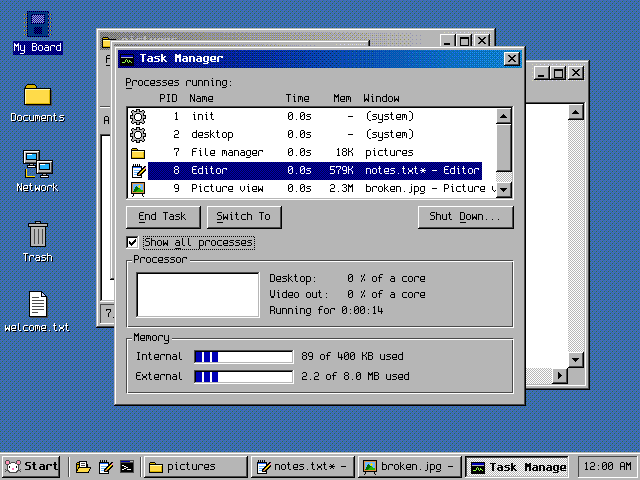 My Board
Documents
Network
Trash
welcome.txt
pictures
Task Manager
Processes running:
PID Name Time Mem Window
1 init 0.0s - (system)
2 desktop 0.0s - (system)
7 File manager 0.0s 18K pictures
8 Editor 0.0s 579K notes.txt* - Editor
9 Picture view 0.0s 2.3M broken.jpg - Picture
End Task
Switch To
Shut Down...
Show all processes
Processor
Desktop: 0 % of a core
Video out: 0 % of a core
Running for 0:00:14
Memory
Internal 89 of 400 KB used
External 2.2 of 8.0 MB used
Start
pictures
notes.txt* -
broken.jpg -
Task Manage
12:00 AM